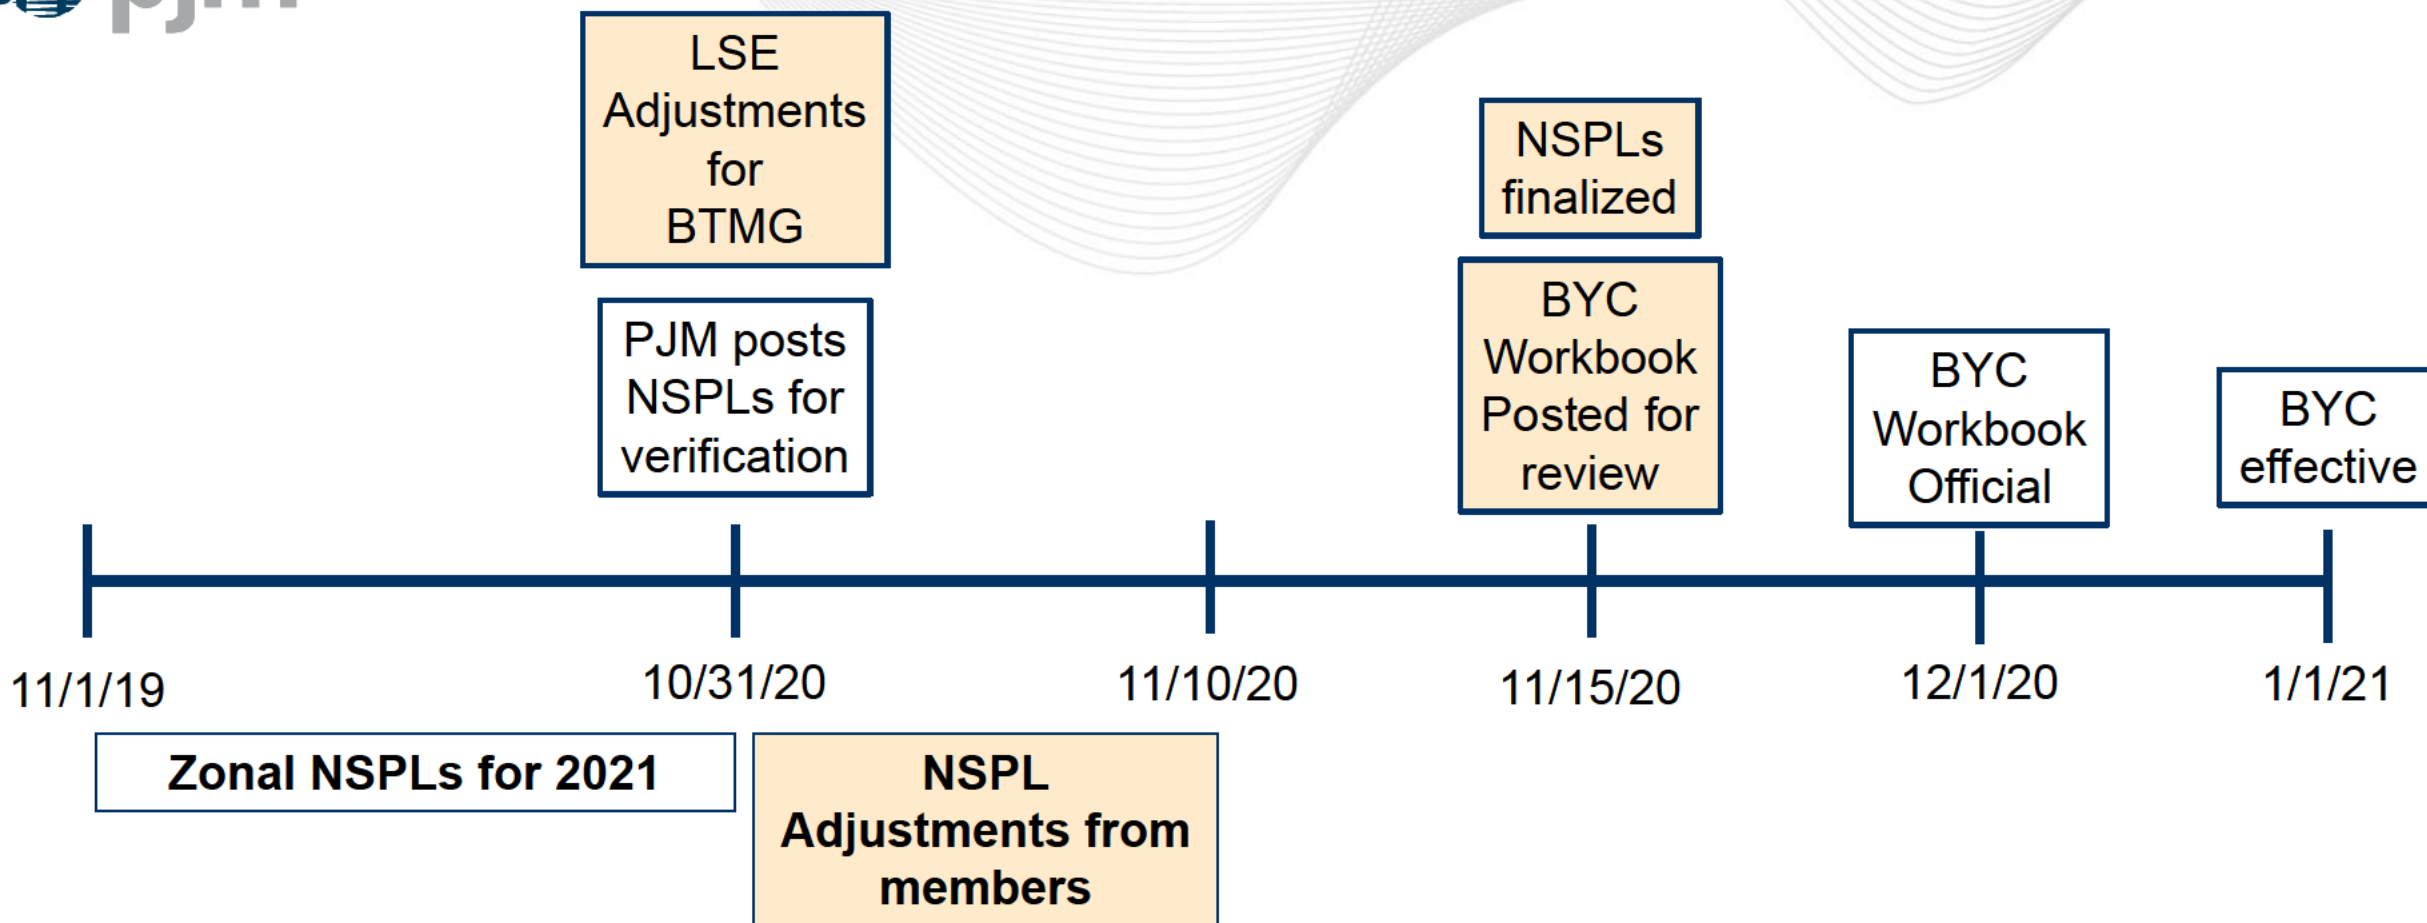 pjm
LSE
Adjustments
for
BTMG
PJM posts
NSPLs for
verification
NSPLs
finalized
BYC
Workbook
Posted for
review
BYC
Workbook
Official
BYC
effective
11/1/19
10/31/20
11/10/20
11/15/20
12/1/20
1/1/21
Zonal NSPLs for 2021
NSPL
Adjustments from
members